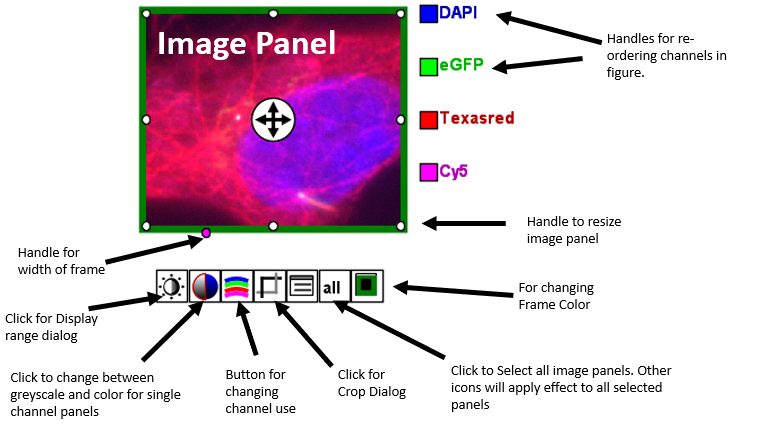 Image Panel
DAPI
eGFP
Texasred
Cy5
Handles for re-
ordering channels in
figure.
Handle to resize
image panel
Handle for
width of frame
all
For changing
Frame Color
Click for Display
range dialog
Click to change between
greyscale and color for single
channel panels
Button for
changing
channel use
Click for
Crop Dialog
Click to Select all image panels. Other
icons will apply effect to all selected
panels